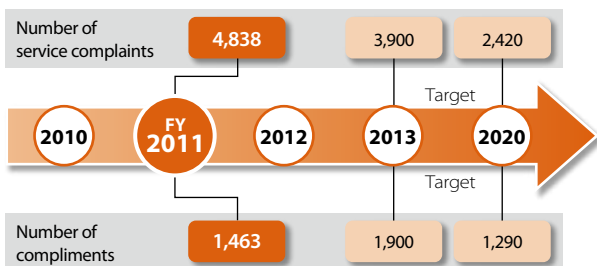 Number of
service complaints
4,838
3,900
2,420
Target
2010
FY
2011
2012
2013
2020
Target
Number of
compliments
1,463
1,900
1,290